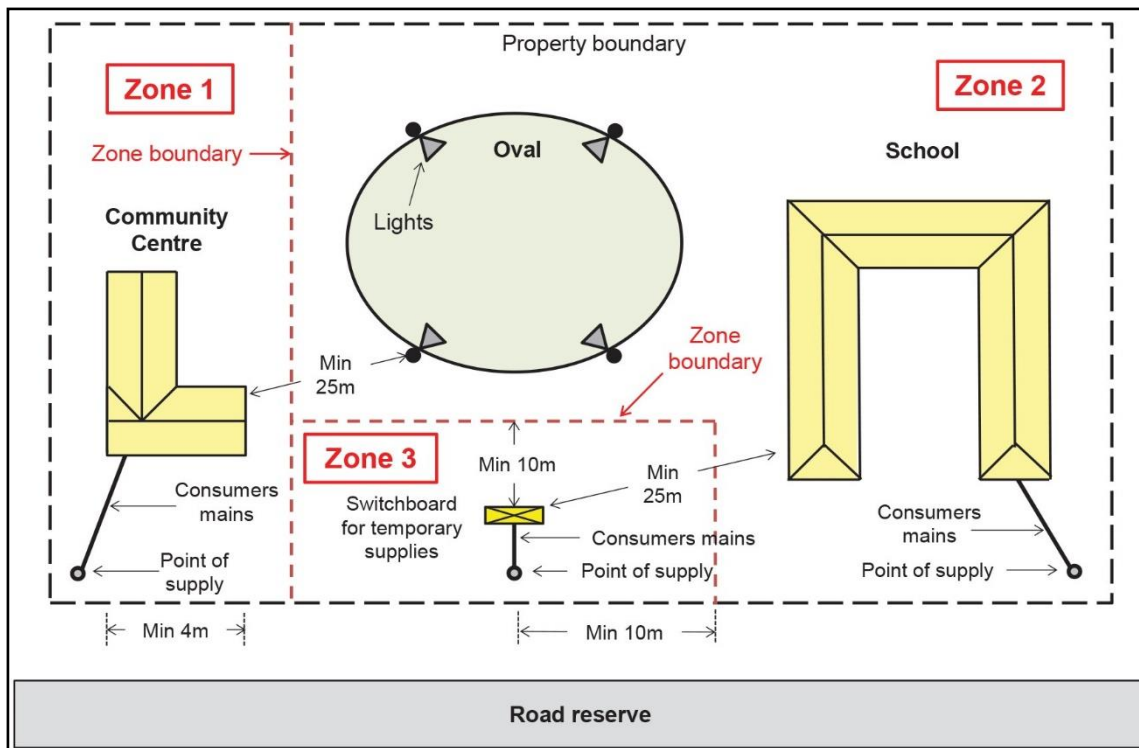 Property boundary
Zone 1
Zone 2
Zone boundary
Oval
School
Lights
Community
Centre
Min
25m
Zone
boundary
Zone 3
Min 10m
Min
25m
Switchboard
for temporary
supplies
Consumers
mains
Consumers mains
Consumers
mains
Point of
supply
Point of supply
Point of supply
Min 4m
Min 10m
Road reserve